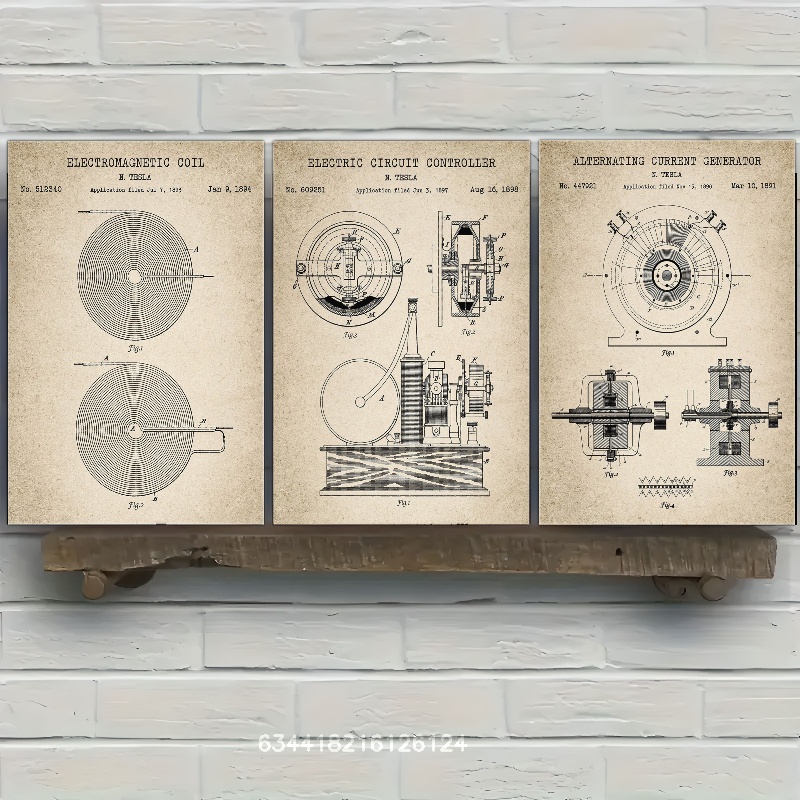 ELECTROMAGNETIC COIL
N. TESLA
No. 512340 Application filed Jul 7, 1893 Jan 9, 1894
A
Fig.1
A
A
B
Fig.2
ELECTRIC CIRCUIT CONTROLLER
N. TESLA
No. 609251 Application filed Jun 3, 1897 Aug 16, 1898
Fig.3
Fig.2
C
A
Fig.1
ALTERNATING CURRENT GENERATOR
N. TESLA
No. 447921 Application filed Nov 15, 1890 Mar 10, 1891
Fig.1
Fig.2
Fig.3
Fig.4
634418216126124